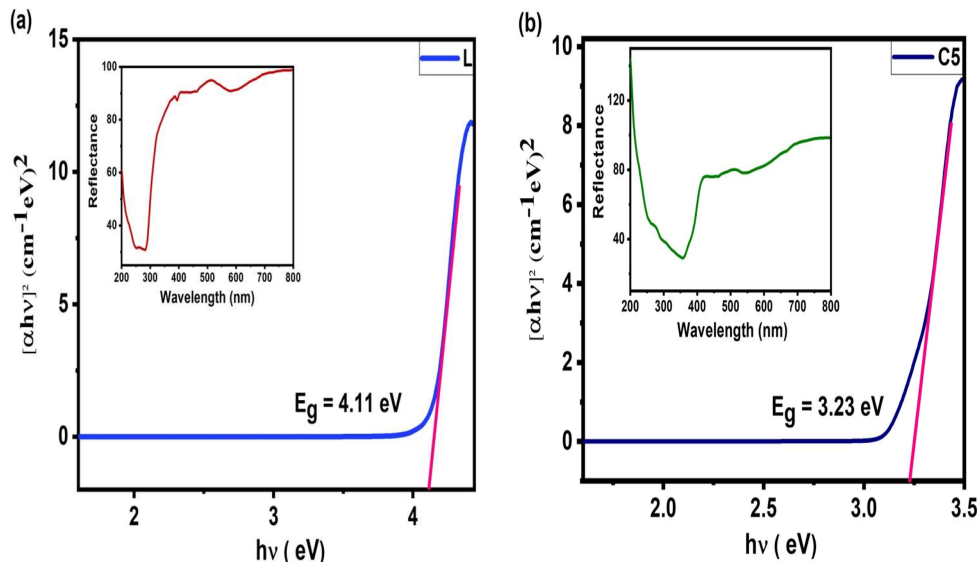 (a)
15
10
5
0
[αhν]² (cm⁻¹eV)²
L
100
80
60
40
Reflectance
200 300 400 500 600 700 800
Wavelength (nm)
E_g = 4.11 eV
2 3 4
hν ( eV)
(b)
10
8
6
4
2
0
[αhν]² (cm⁻¹eV)²
C5
120
80
40
Reflectance
200 300 400 500 600 700 800
Wavelength (nm)
E_g = 3.23 eV
2.0 2.5 3.0 3.5
hν ( eV)